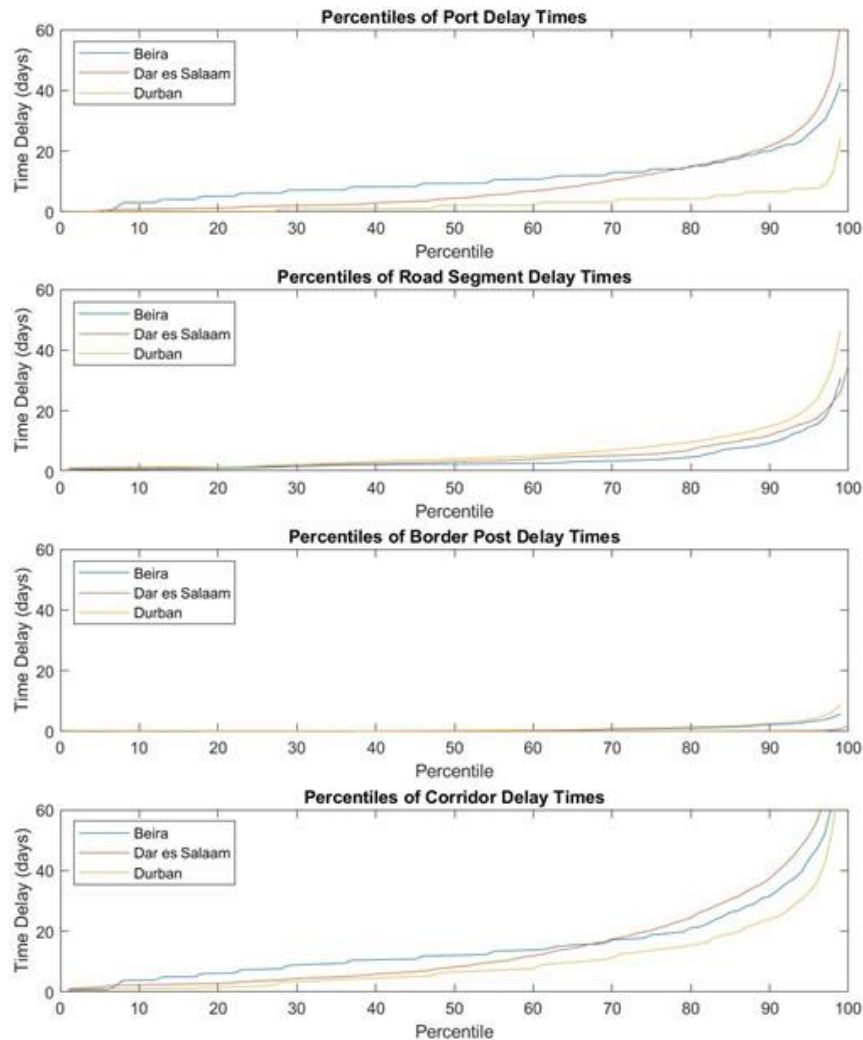 Percentiles of Port Delay Times
60
40
20
0
Time Delay (days)
Beira
Dar es Salaam
Durban
0 10 20 30 40 50 60 70 80 90 100
Percentile
Percentiles of Road Segment Delay Times
60
40
20
0
Time Delay (days)
Beira
Dar es Salaam
Durban
0 10 20 30 40 50 60 70 80 90 100
Percentile
Percentiles of Border Post Delay Times
60
40
20
0
Time Delay (days)
Beira
Dar es Salaam
Durban
0 10 20 30 40 50 60 70 80 90 100
Percentile
Percentiles of Corridor Delay Times
60
40
20
0
Time Delay (days)
Beira
Dar es Salaam
Durban
0 10 20 30 40 50 60 70 80 90 100
Percentile